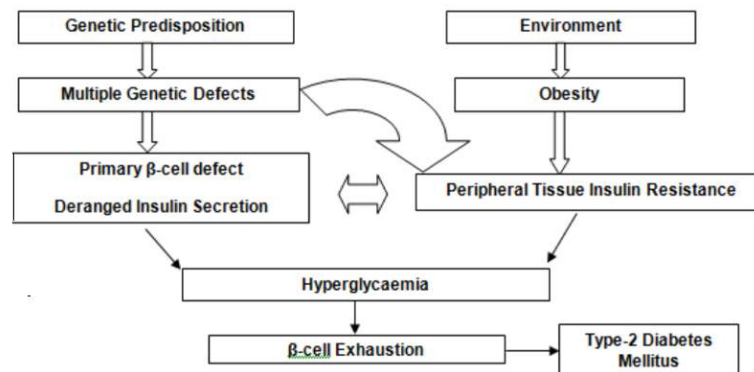 Genetic Predisposition
Environment
Multiple Genetic Defects
Obesity
Primary β-cell defect
Deranged Insulin Secretion
Peripheral Tissue Insulin Resistance
Hyperglycaemia
β-cell Exhaustion
Type-2 Diabetes
Mellitus